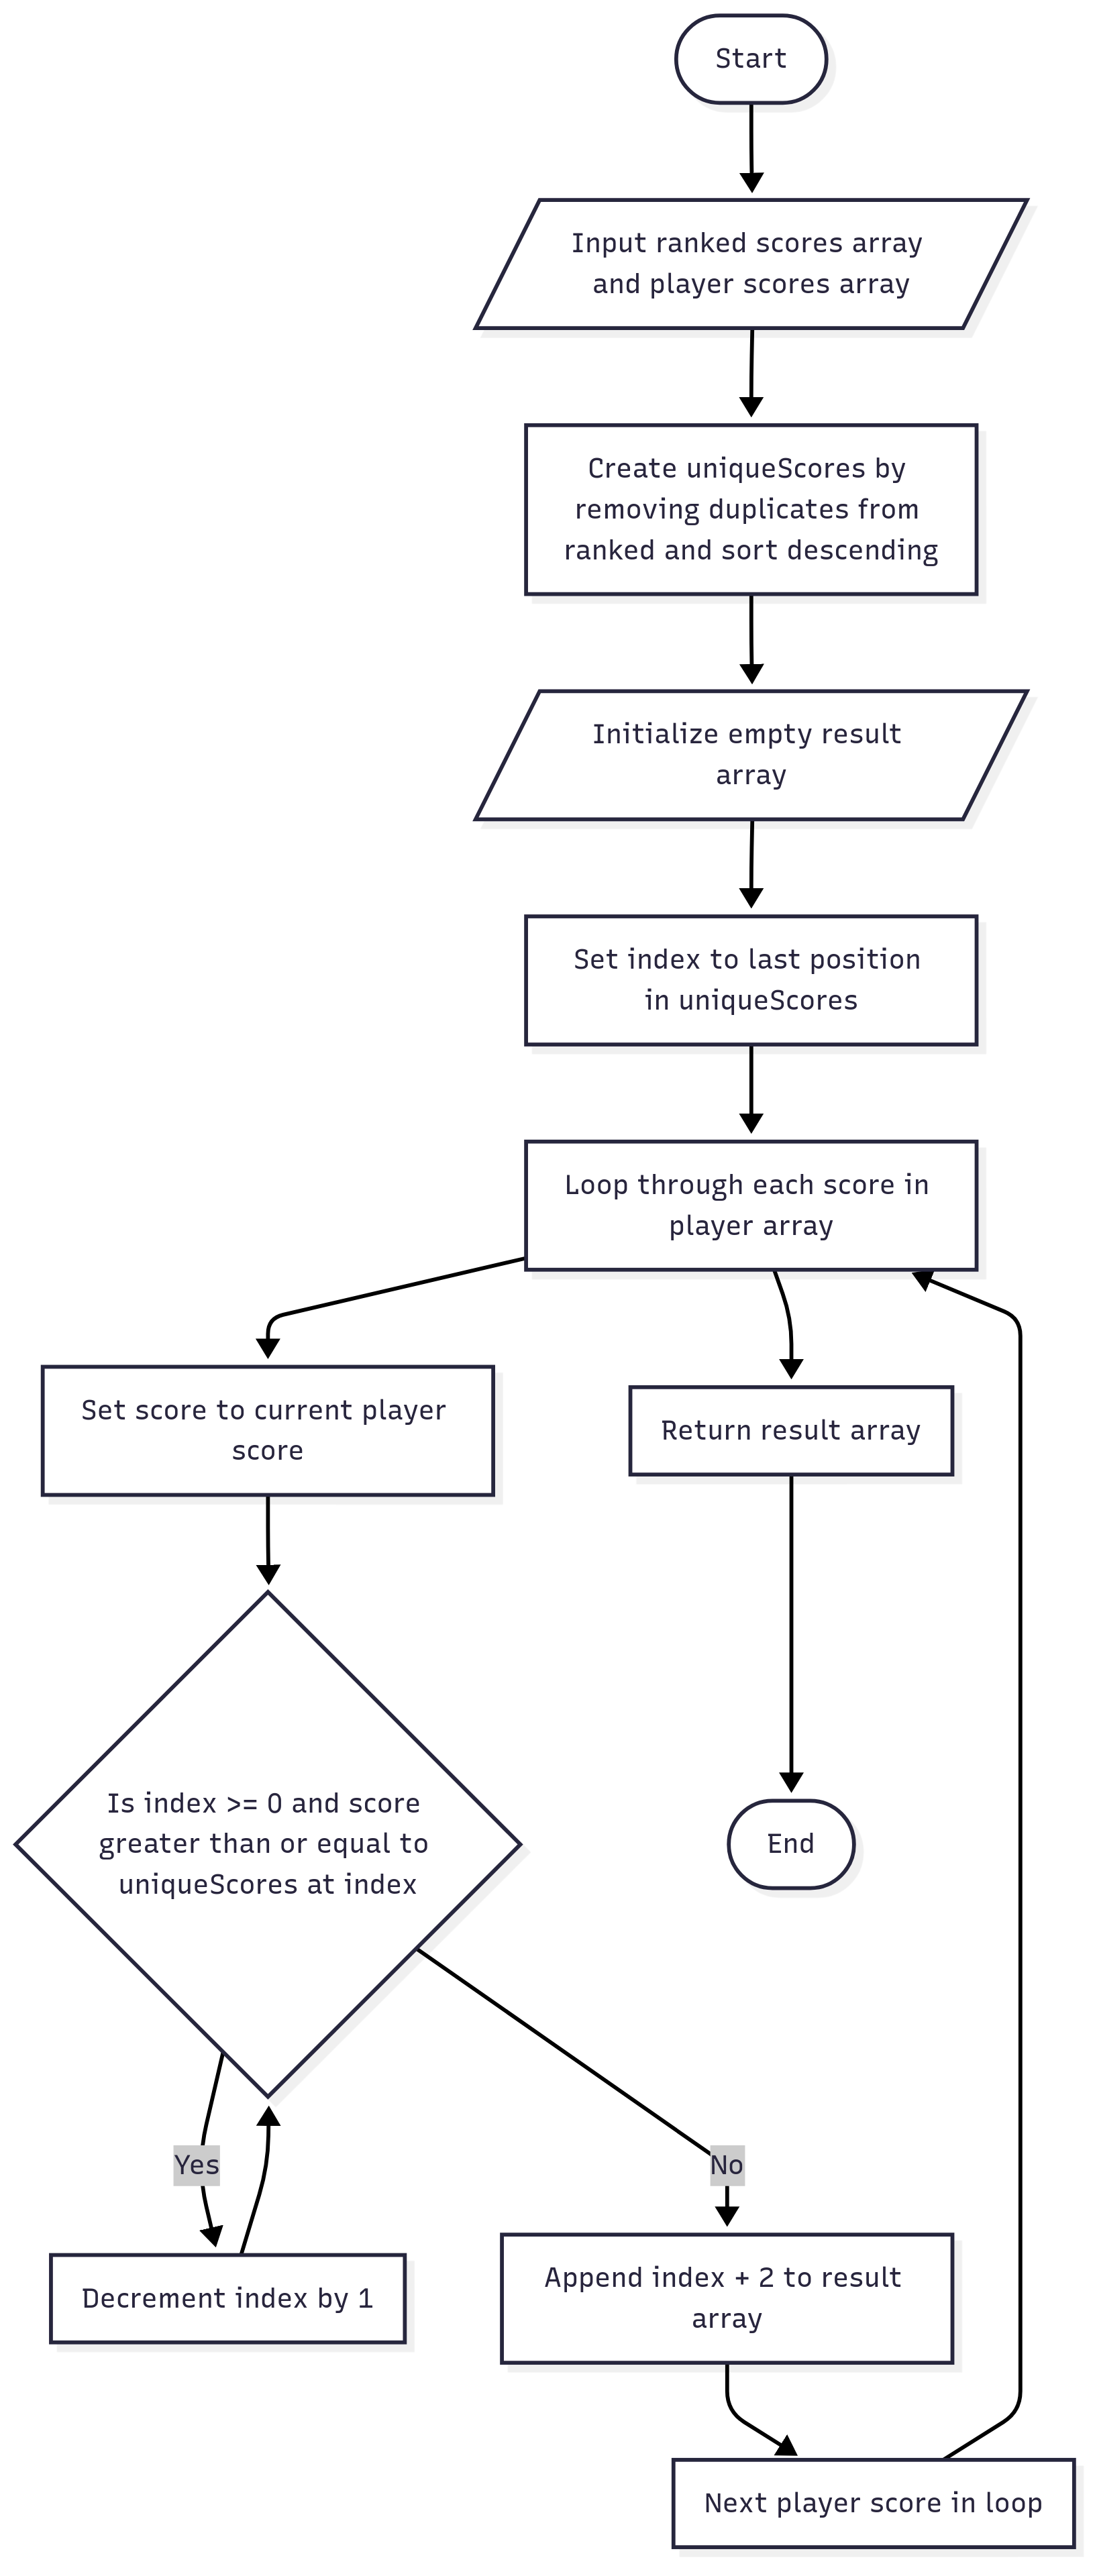 Start
Input ranked scores array
and player scores array
Create uniqueScores by
removing duplicates from
ranked and sort descending
Initialize empty result
array
Set index to last position
in uniqueScores
Loop through each score in
player array
Set score to current player
score
Return result array
Is index >= 0 and score
greater than or equal to
uniqueScores at index
End
Yes
No
Decrement index by 1
Append index + 2 to result
array
Next player score in loop